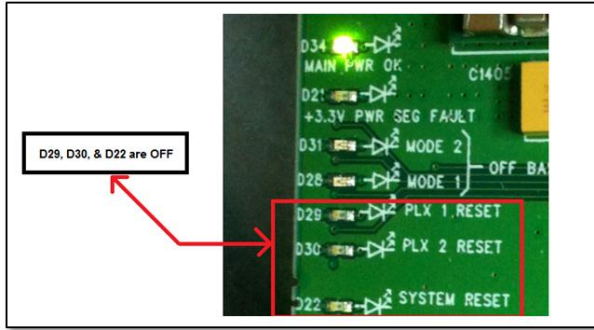 D29, D30, & D22 are OFF
D34
MAIN PWR OK
C1405
D21
+3.3V PWR SEG FAULT
D31 MODE 2
D28 MODE 1
OFF BA
D29 PLX 1 RESET
D30 PLX 2 RESET
D22 SYSTEM RESET